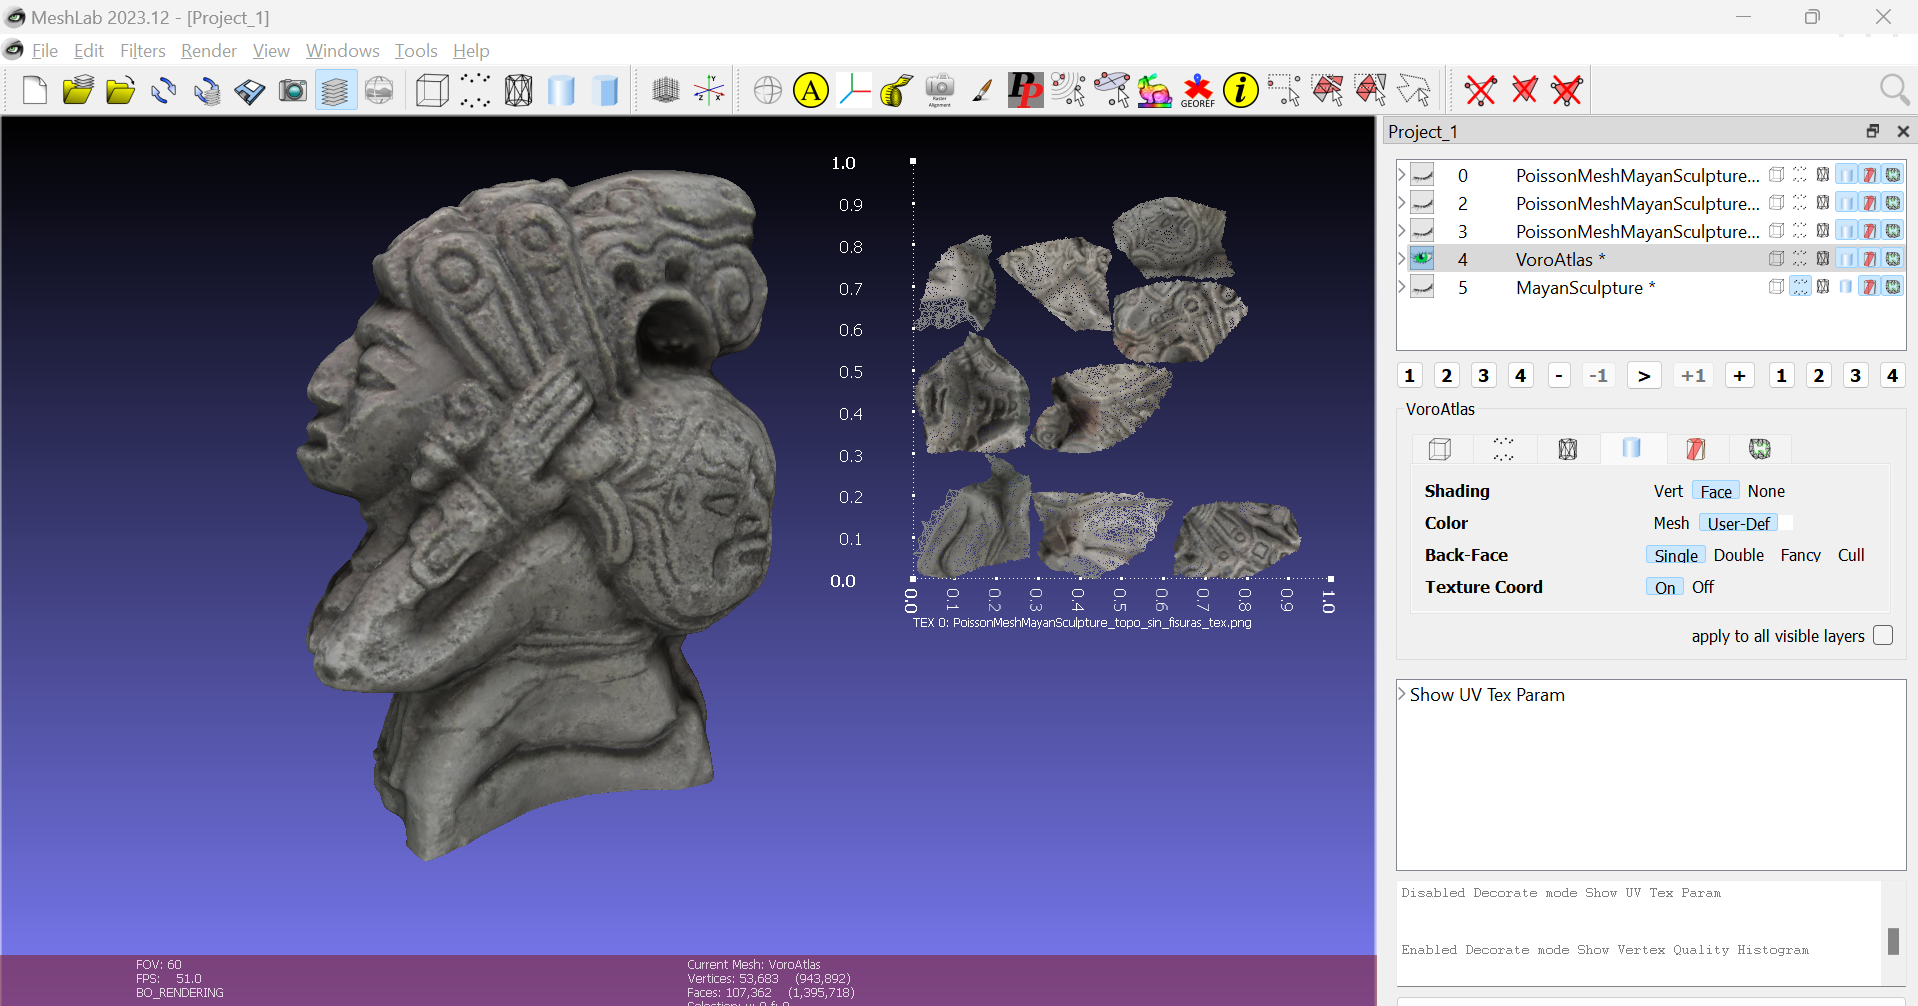 MeshLab 2023.12 - [Project_1]
File Edit Filters Render View Windows Tools Help
A
Raster Alignment
PP
GEOREF
i
Project_1
0 PoissonMeshMayanSculpture...
2 PoissonMeshMayanSculpture...
3 PoissonMeshMayanSculpture...
4 VoroAtlas *
5 MayanSculpture *
1 2 3 4 - -1 > +1 + 1 2 3 4
VoroAtlas
Shading Vert Face None
Color Mesh User-Def
Back-Face Single Double Fancy Cull
Texture Coord On Off
apply to all visible layers
Show UV Tex Param
Disabled Decorate mode Show UV Tex Param
Enabled Decorate mode Show Vertex Quality Histogram
1.0
0.9
0.8
0.7
0.6
0.5
0.4
0.3
0.2
0.1
0.0
0.0 0.1 0.2 0.3 0.4 0.5 0.6 0.7 0.8 0.9 1.0
TEX 0: PoissonMeshMayanSculpture_topo_sin_fisuras_tex.png
FOV: 60
FPS: 51.0
BO_RENDERING
Current Mesh: VoroAtlas
Vertices: 53,683 (943,892)
Faces: 107,362 (1,395,718)